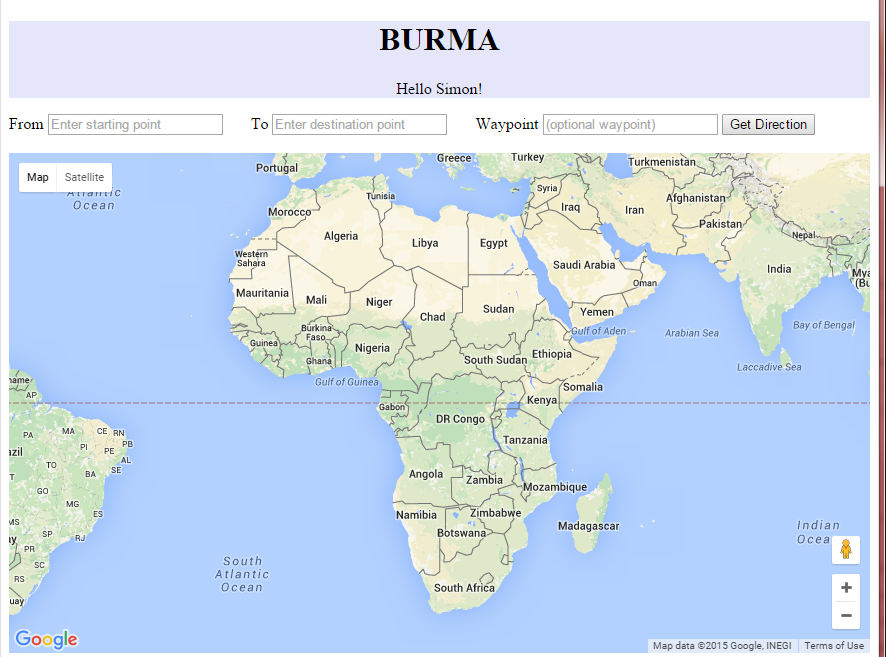 BURMA
Hello Simon!
From Enter starting point To Enter destination point Waypoint (optional waypoint) Get Direction
Map Satellite
Atlantic
Ocean
Portugal
Greece
Turkey
Turkmenistan
Syria
Tunisia
Afghanistan
Morocco
Iraq
Iran
Pakistan
Algeria
Libya
Egypt
Nepal
Western
Sahara
Saudi Arabia
India
Mya
(Bu
Oman
Mauritania
Mali
Niger
Chad
Sudan
Yemen
Gulf of Aden
Arabian Sea
Bay of Bengal
Burkina
Faso
Guinea
Ghana
Nigeria
South Sudan
Ethiopia
Laccadive Sea
Gulf of Guinea
Somalia
name
AP
Kenya
Gabon
DR Congo
PA
MA
CE
RN
Tanzania
PI
PB
zil
PE
AL
TO
BA
SE
Angola
Zambia
Mozambique
GO
MG
Namibia
Zimbabwe
ES
MS
Botswana
Madagascar
Indian
Ocea
SP
RJ
PR
SC
RS
uay
South
Atlantic
Ocean
South Africa
+
−
Google
Map data ©2015 Google, INEGI Terms of Use